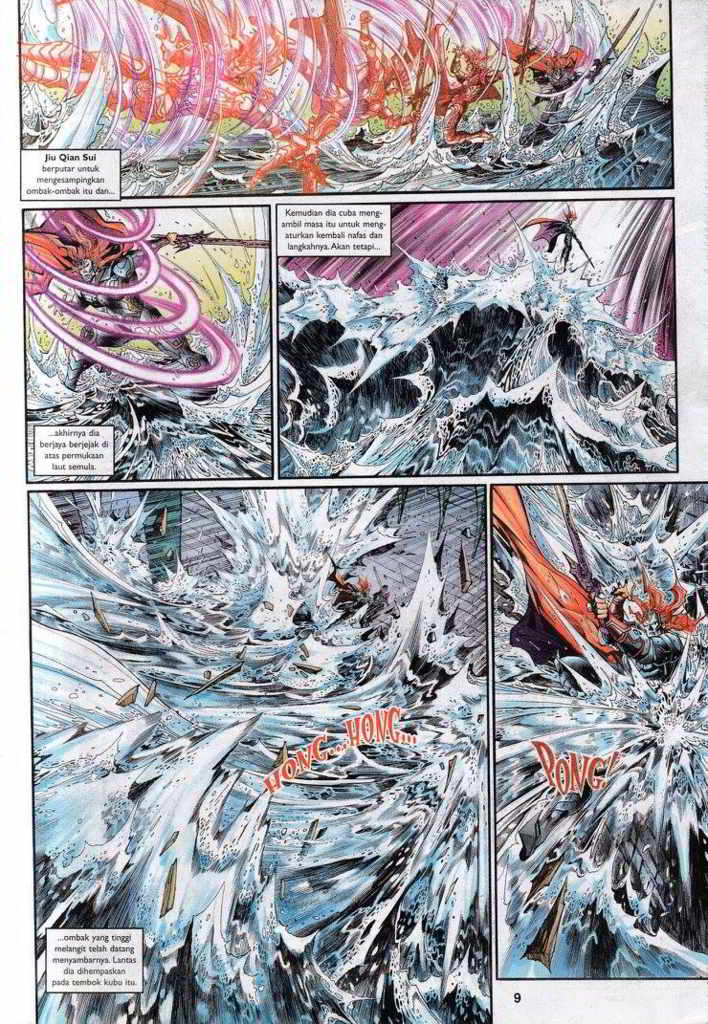 Jiu Qian Sui
berputar untuk
mengesampingkan
ombak-ombak itu dan...
Kemudian dia cuba meng-
ambil masa itu untuk meng-
aturkan kembali nafas dan
langkahnya. Akan tetapi...
...akhirnya dia
berjaya berjejak di
atas permukaan
laut semula.
HONG...HONG...
PONG!
...ombak yang tinggi
melangit telah datang
menyambarnya. Lantas
dia dihempaskan
pada tembok kubu itu.
9